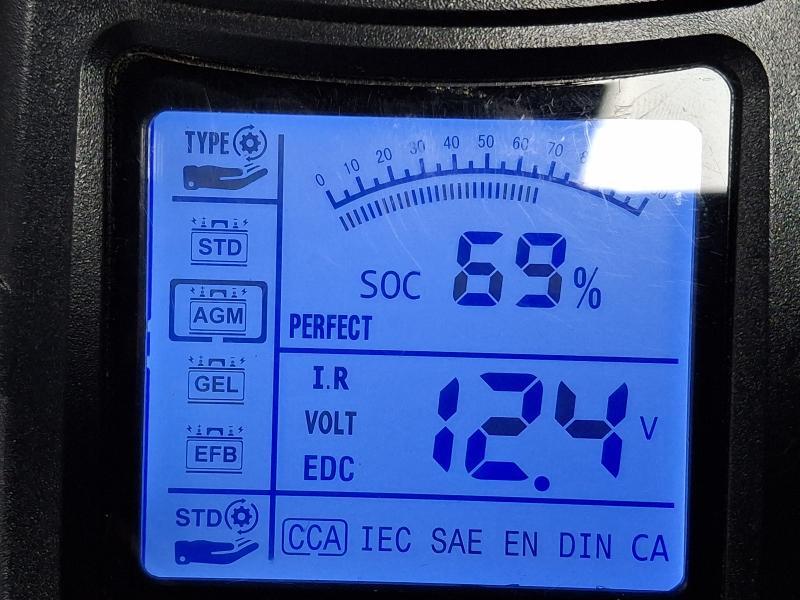 TYPE
STD
AGM
GEL
EFB
STD
0 10 20 30 40 50 60 70
SOC 69%
PERFECT
I.R
VOLT
EDC
12.4 V
CCA IEC SAE EN DIN CA